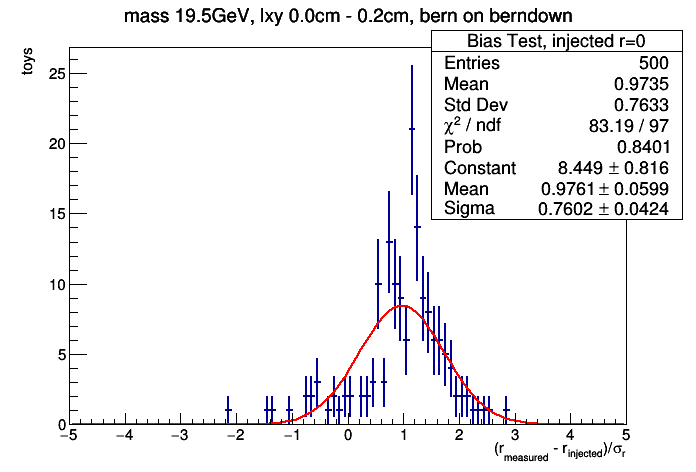 mass 19.5GeV, lxy 0.0cm - 0.2cm, bern on berndown
Bias Test, injected r=0
Entries 500
Mean 0.9735
Std Dev 0.7633
χ² / ndf 83.19 / 97
Prob 0.8401
Constant 8.449 ± 0.816
Mean 0.9761 ± 0.0599
Sigma 0.7602 ± 0.0424
toys
25
20
15
10
5
0
−5 −4 −3 −2 −1 0 1 2 3 4 5
(r_measured - r_injected)/σ_r